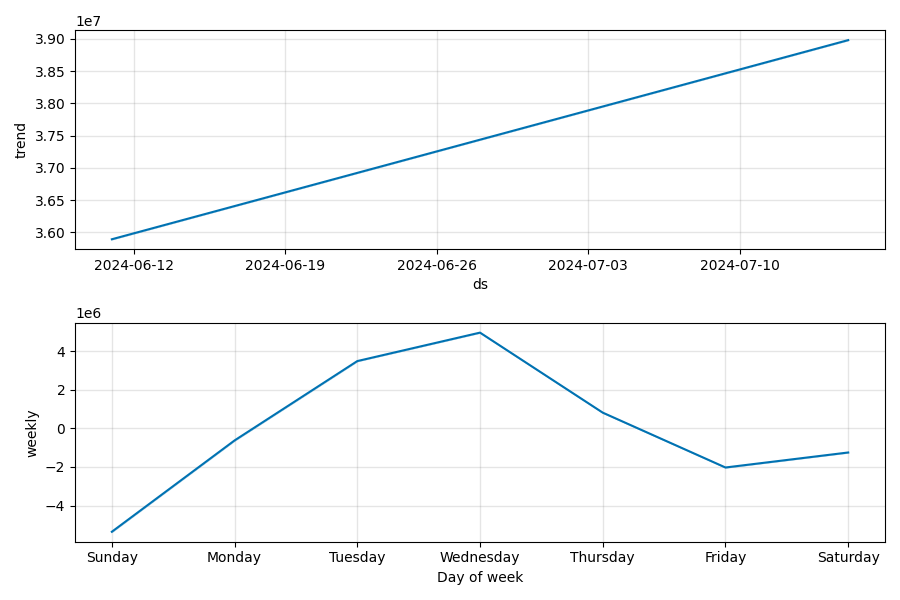 1e7
3.90
3.85
3.80
3.75
3.70
3.65
3.60
trend
2024-06-12 2024-06-19 2024-06-26 2024-07-03 2024-07-10
ds
1e6
4
2
0
−2
−4
weekly
Sunday Monday Tuesday Wednesday Thursday Friday Saturday
Day of week